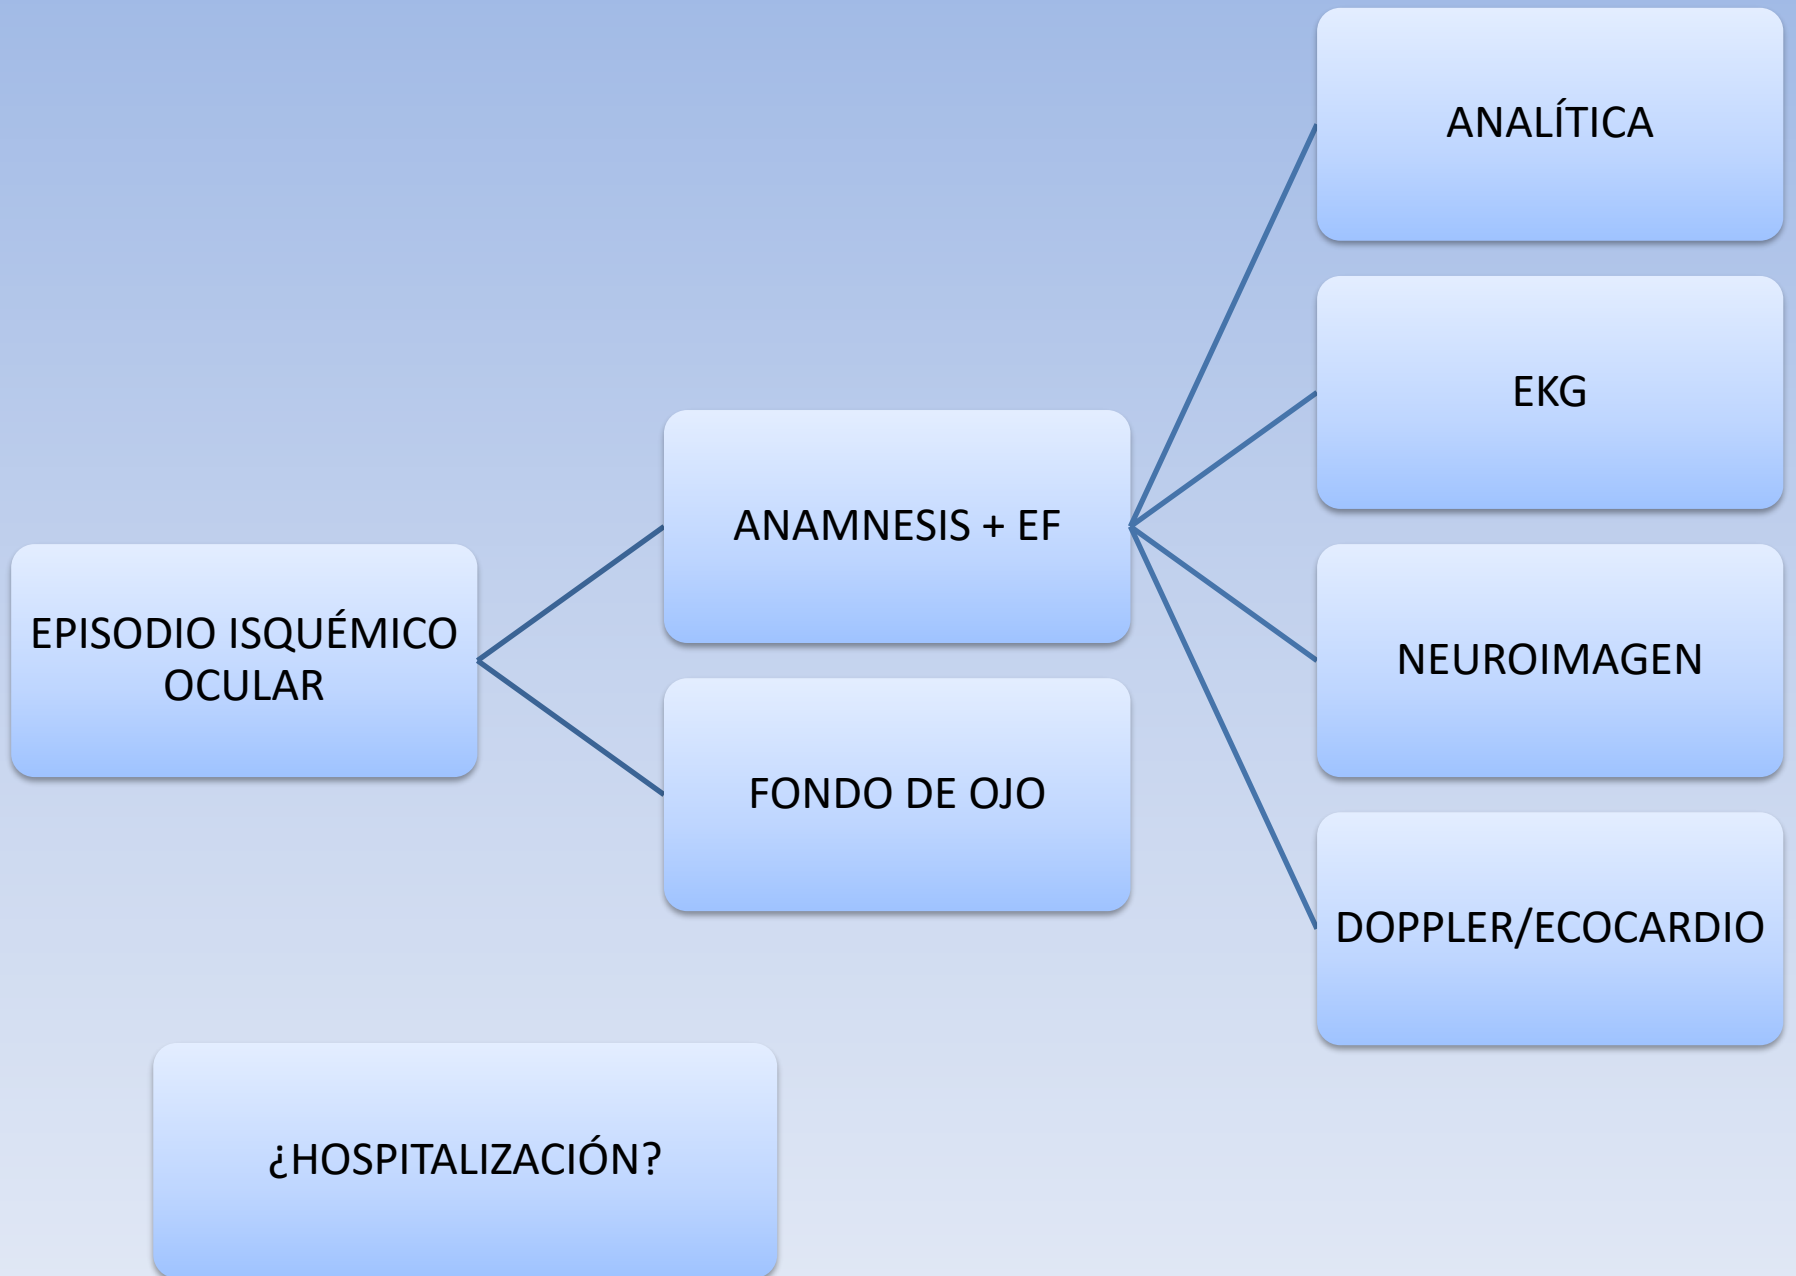 EPISODIO ISQUÉMICO
OCULAR
ANAMNESIS + EF
FONDO DE OJO
ANALÍTICA
EKG
NEUROIMAGEN
DOPPLER/ECOCARDIO
¿HOSPITALIZACIÓN?